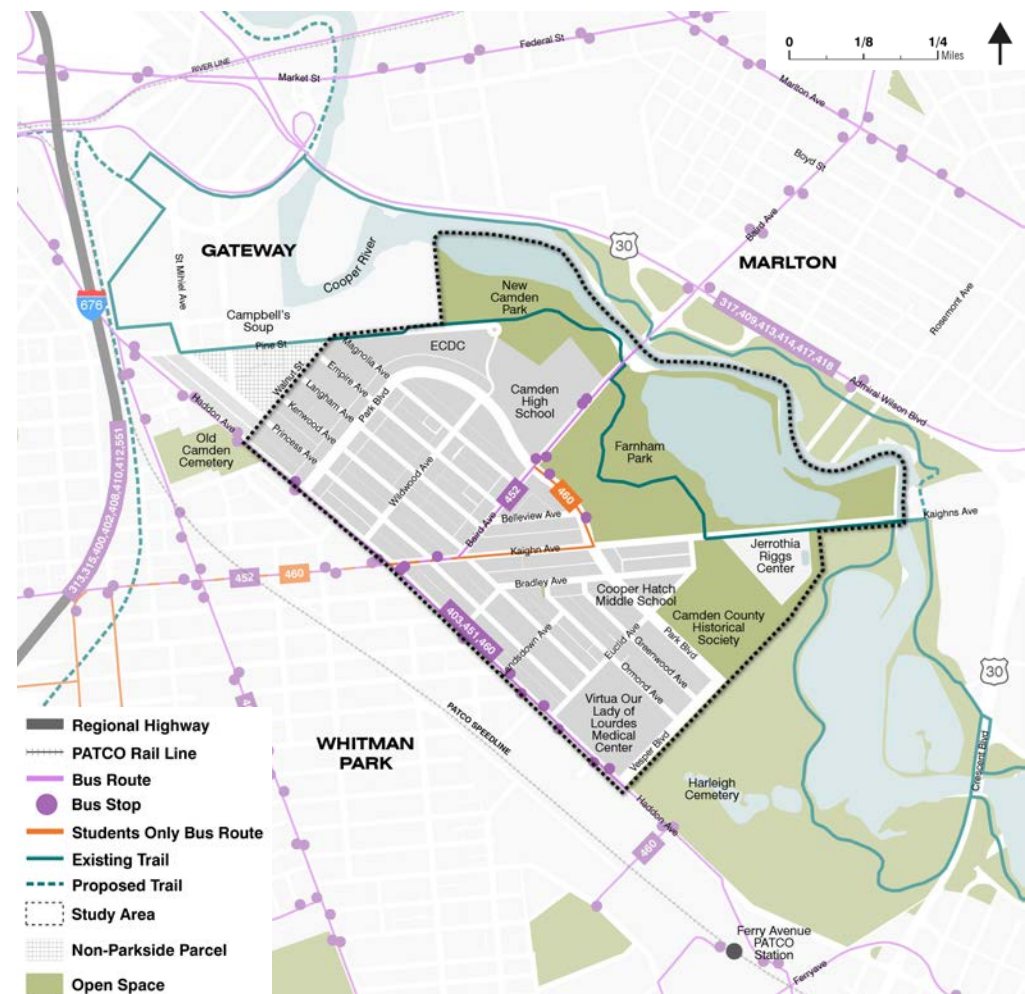 0 1/8 1/4
Miles
Federal St
RIVER LINE
Market St
Marlton Ave
Boyd St
Baird Ave
GATEWAY
30
MARLTON
St Mihiel Ave
Cooper River
Rosemont Ave
676
New
Camden
Park
317,409,413,414,417,418
Campbell's
Soup
Pine St
ECDC
Walnut St
Magnolia Ave
Empire Ave
Langham Ave
Kenwood Ave
Princess Ave
Park Blvd
Camden
High
School
Admiral Wilson Blvd
Haddon Ave
Old
Camden
Cemetery
Farnham
Park
Wildwood Ave
313,315,400,402,408,410,412,551
452
460
Baird Ave
Belleview Ave
Kaighns Ave
Kaighn Ave
Jerrothia
Riggs
Center
452
460
Bradley Ave
Cooper Hatch
Middle School
Camden County
Historical
Society
403,451,460
Park Blvd
Euclid Ave
Greenwood Ave
Ormond Ave
30
Virtua Our
Lady of
Lourdes
Medical
Center
PATCO SPEEDLINE
Vesper Blvd
WHITMAN
PARK
Harleigh
Cemetery
Crescent Blvd
Haddon Ave
460
Ferry Avenue
PATCO
Station
Ferryave
Regional Highway
PATCO Rail Line
Bus Route
Bus Stop
Students Only Bus Route
Existing Trail
Proposed Trail
Study Area
Non-Parkside Parcel
Open Space